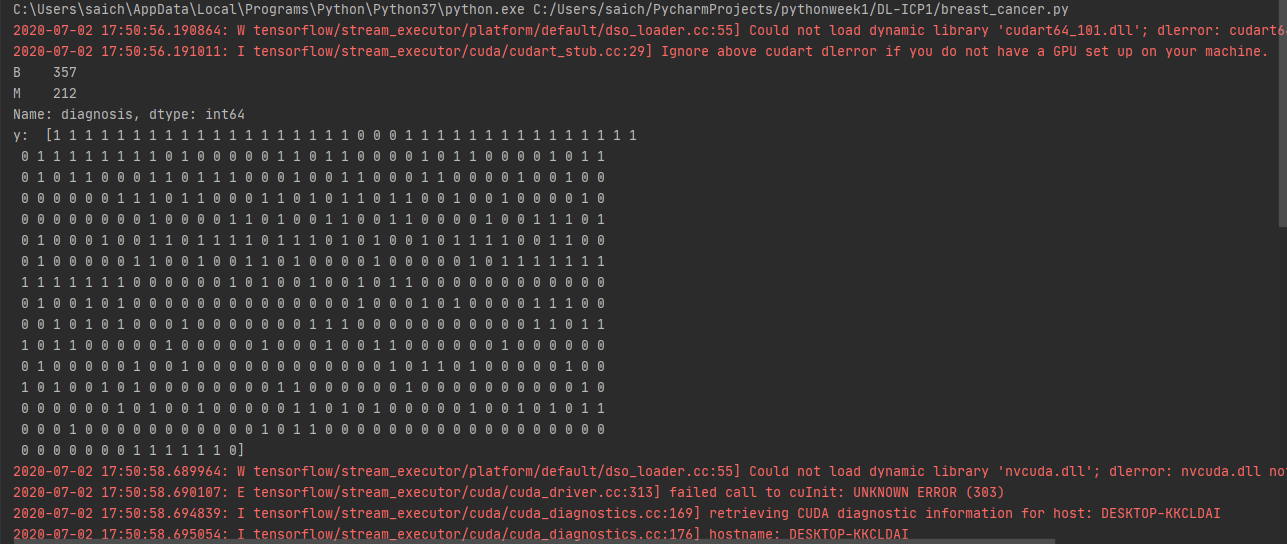 C:\Users\saich\AppData\Local\Programs\Python\Python37\python.exe C:/Users/saich/PycharmProjects/pythonweek1/DL-ICP1/breast_cancer.py
2020-07-02 17:50:56.190864: W tensorflow/stream_executor/platform/default/dso_loader.cc:55] Could not load dynamic library 'cudart64_101.dll'; dlerror: cudart64
2020-07-02 17:50:56.191011: I tensorflow/stream_executor/cuda/cudart_stub.cc:29] Ignore above cudart dlerror if you do not have a GPU set up on your machine.
B    357
M    212
Name: diagnosis, dtype: int64
y:  [1 1 1 1 1 1 1 1 1 1 1 1 1 1 1 1 1 1 1 0 0 0 1 1 1 1 1 1 1 1 1 1 1 1 1 1 1
 0 1 1 1 1 1 1 1 1 0 1 0 0 0 0 0 1 1 0 1 1 0 0 0 0 1 0 1 1 0 0 0 0 1 0 1 1
 0 1 0 1 1 0 0 0 1 1 0 1 1 1 0 0 0 1 0 0 1 1 0 0 0 1 1 0 0 0 0 1 0 0 1 0 0
 0 0 0 0 0 0 1 1 1 0 1 1 0 0 0 1 1 0 1 0 1 1 0 1 1 0 1 1 0 0 1 0 0 0 0 1 0
 0 0 0 0 0 0 0 0 1 0 0 0 0 1 1 0 1 0 0 1 1 0 0 1 1 0 0 0 0 1 0 0 1 1 1 0 1
 0 1 0 0 0 1 0 0 1 1 0 1 1 1 1 0 1 1 1 0 1 0 1 0 0 1 0 1 1 1 1 0 0 1 1 0 0
 0 1 0 0 0 0 0 1 1 0 0 1 0 0 1 1 0 1 0 0 0 0 1 0 0 0 0 0 1 0 1 1 1 1 1 1 1
 1 1 1 1 1 1 1 0 0 0 0 0 0 1 0 1 0 0 1 0 0 1 0 1 1 0 0 0 0 0 0 0 0 0 0 0 0
 0 1 0 0 1 0 1 0 0 0 0 0 0 0 0 0 0 0 0 0 0 1 0 0 0 1 0 1 0 0 0 0 1 1 1 0 0
 0 0 1 0 1 0 1 0 0 0 1 0 0 0 0 0 0 0 1 1 1 0 0 0 0 0 0 0 0 0 0 0 1 1 0 1 1
 1 0 1 1 0 0 0 0 0 1 0 0 0 0 0 1 0 0 0 1 0 0 1 1 0 0 0 0 0 0 1 0 0 0 0 0 0
 0 1 0 0 0 0 0 1 0 0 1 0 0 0 0 0 0 0 0 0 0 0 0 1 0 1 1 0 1 0 0 0 0 0 1 0 0
 1 0 1 0 0 1 0 1 0 0 0 0 0 0 0 0 1 1 0 0 0 0 0 0 1 0 0 0 0 0 0 0 0 0 0 1 0
 0 0 0 0 0 0 1 0 1 0 0 1 0 0 0 0 0 1 1 0 1 0 1 0 0 0 0 0 1 0 0 1 0 1 0 1 1
 0 0 0 1 0 0 0 0 0 0 0 0 0 0 0 1 0 1 1 0 0 0 0 0 0 0 0 0 0 0 0 0 0 0 0 0 0
 0 0 0 0 0 0 0 1 1 1 1 1 1 0]
2020-07-02 17:50:58.689964: W tensorflow/stream_executor/platform/default/dso_loader.cc:55] Could not load dynamic library 'nvcuda.dll'; dlerror: nvcuda.dll no
2020-07-02 17:50:58.690107: E tensorflow/stream_executor/cuda/cuda_driver.cc:313] failed call to cuInit: UNKNOWN ERROR (303)
2020-07-02 17:50:58.694839: I tensorflow/stream_executor/cuda/cuda_diagnostics.cc:169] retrieving CUDA diagnostic information for host: DESKTOP-KKCLDAI
2020-07-02 17:50:58.695054: I tensorflow/stream_executor/cuda/cuda_diagnostics.cc:176] hostname: DESKTOP-KKCLDAI